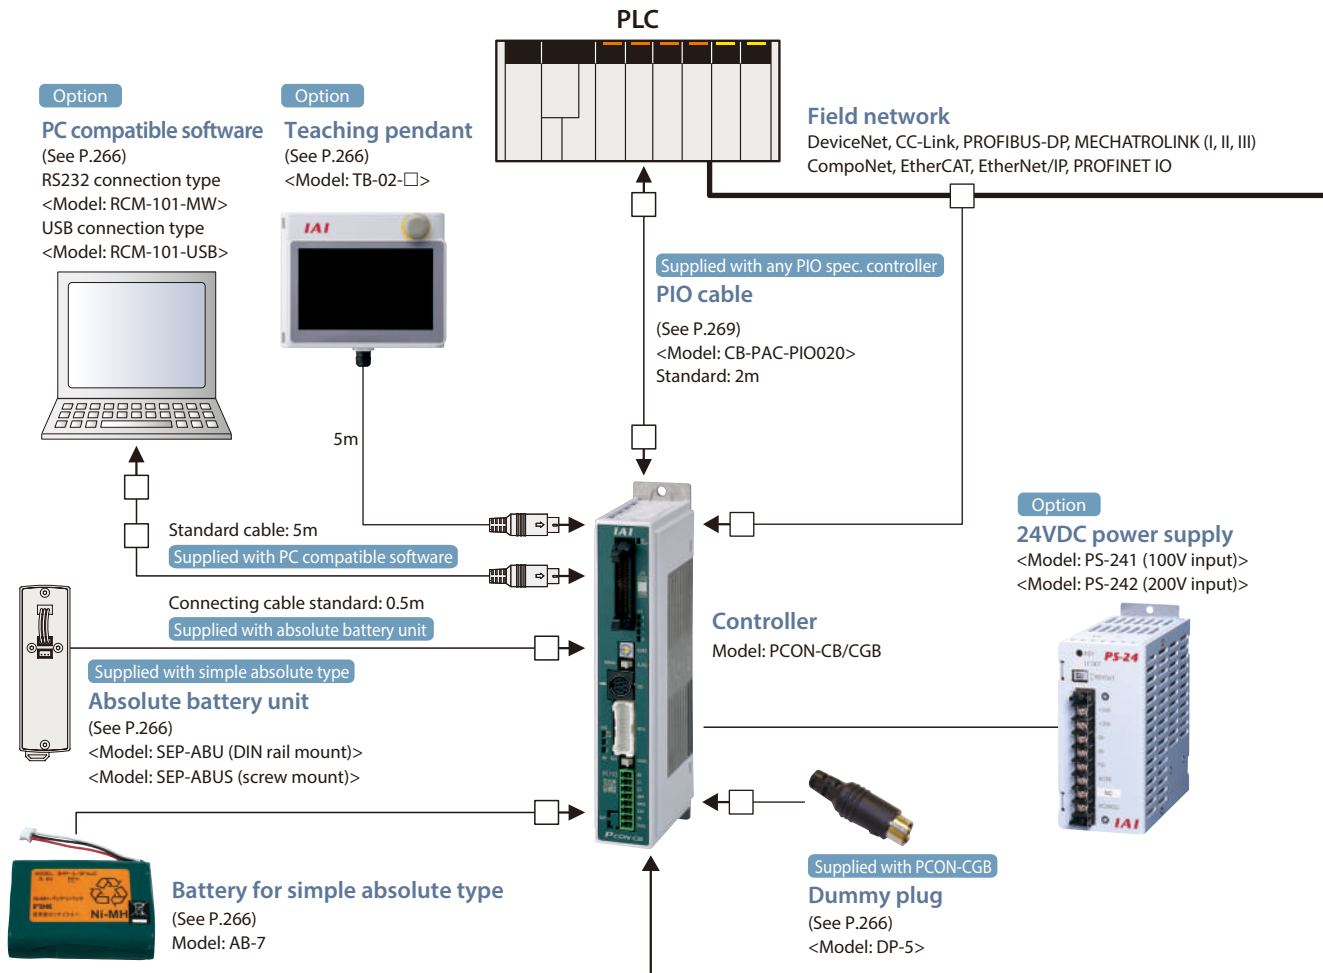 PLC
Option
PC compatible software
(See P.266)
RS232 connection type
<Model: RCM-101-MW>
USB connection type
<Model: RCM-101-USB>
Option
Teaching pendant
(See P.266)
<Model: TB-02-□>
IAI
Field network
DeviceNet, CC-Link, PROFIBUS-DP, MECHATROLINK (I, II, III)
CompoNet, EtherCAT, EtherNet/IP, PROFINET IO
Supplied with any PIO spec. controller
PIO cable
(See P.269)
<Model: CB-PAC-PIO020>
Standard: 2m
5m
Standard cable: 5m
Supplied with PC compatible software
Connecting cable standard: 0.5m
Supplied with absolute battery unit
Supplied with simple absolute type
Absolute battery unit
(See P.266)
<Model: SEP-ABU (DIN rail mount)>
<Model: SEP-ABUS (screw mount)>
IAI
PCON-CB
Controller
Model: PCON-CB/CGB
Option
24VDC power supply
<Model: PS-241 (100V input)>
<Model: PS-242 (200V input)>
PS-24
NC
IAI
Supplied with PCON-CGB
Dummy plug
(See P.266)
<Model: DP-5>
Ni-MH
Battery for simple absolute type
(See P.266)
Model: AB-7